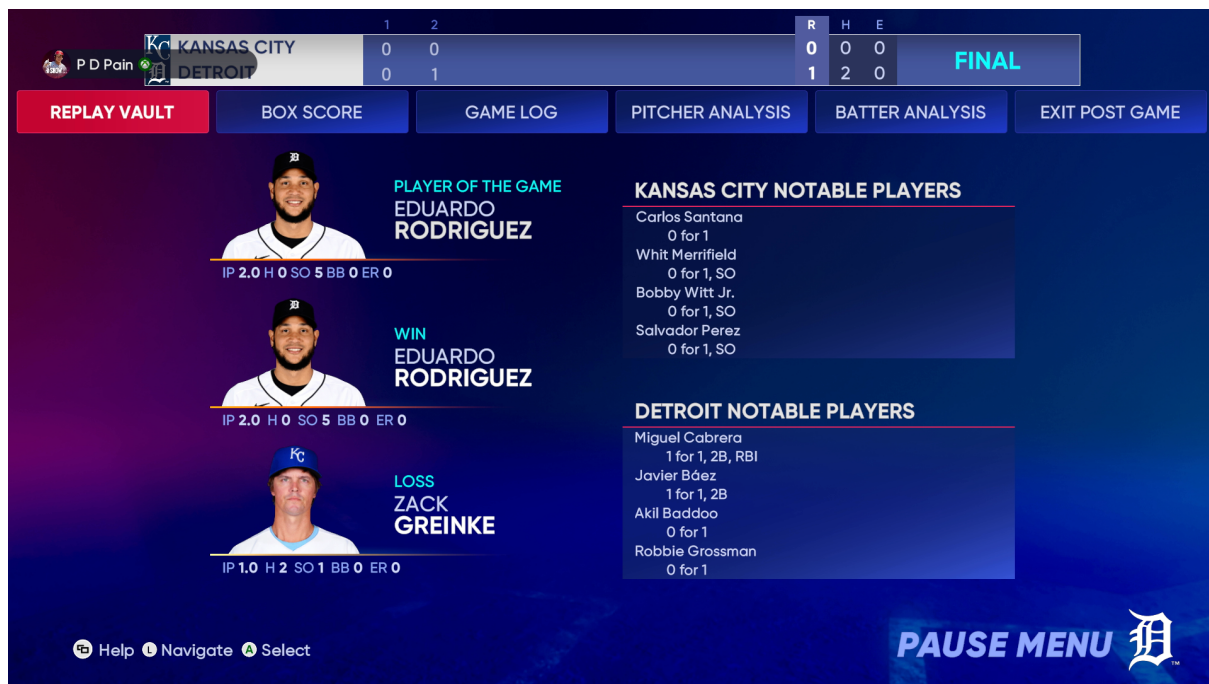 1 2 R H E
KC KANSAS CITY 0 0 0 0 0
P D Pain
D DETROIT 0 1 1 2 0
FINAL
REPLAY VAULT BOX SCORE GAME LOG PITCHER ANALYSIS BATTER ANALYSIS EXIT POST GAME
PLAYER OF THE GAME
EDUARDO
RODRIGUEZ
IP 2.0 H 0 SO 5 BB 0 ER 0
WIN
EDUARDO
RODRIGUEZ
IP 2.0 H 0 SO 5 BB 0 ER 0
LOSS
ZACK
GREINKE
IP 1.0 H 2 SO 1 BB 0 ER 0
KANSAS CITY NOTABLE PLAYERS
Carlos Santana
0 for 1
Whit Merrifield
0 for 1, SO
Bobby Witt Jr.
0 for 1, SO
Salvador Perez
0 for 1, SO
DETROIT NOTABLE PLAYERS
Miguel Cabrera
1 for 1, 2B, RBI
Javier Báez
1 for 1, 2B
Akil Baddoo
0 for 1
Robbie Grossman
0 for 1
Help L Navigate A Select
PAUSE MENU D TM